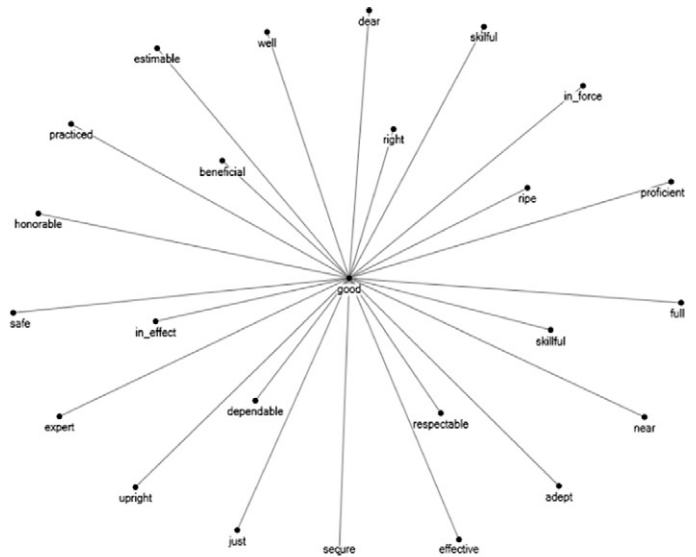 dear
well
skilful
estimable
in_force
practiced
right
beneficial
proficient
ripe
honorable
good
full
safe
in_effect
skillful
dependable
respectable
expert
near
upright
adept
just
secure
effective